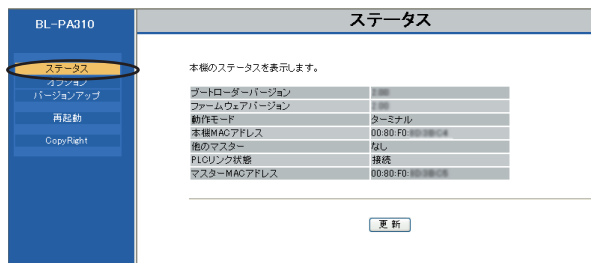 BL-PA310
ステータス
ステータス
オプション
バージョンアップ
再起動
CopyRight
本機のステータスを表示します。
ブートローダーバージョン
ファームウェアバージョン
動作モード ターミナル
本機MACアドレス 00:80:F0:
他のマスター なし
PLCリンク状態 接続
マスターMACアドレス 00:80:F0:
更新